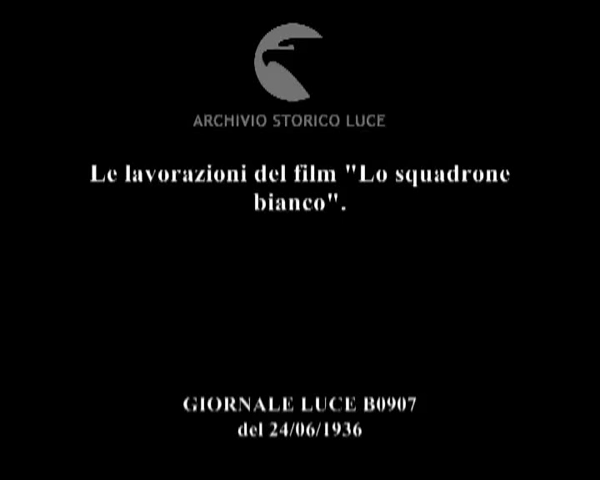 ARCHIVIO STORICO LUCE
Le lavorazioni del film "Lo squadrone
bianco".
GIORNALE LUCE B0907
del 24/06/1936